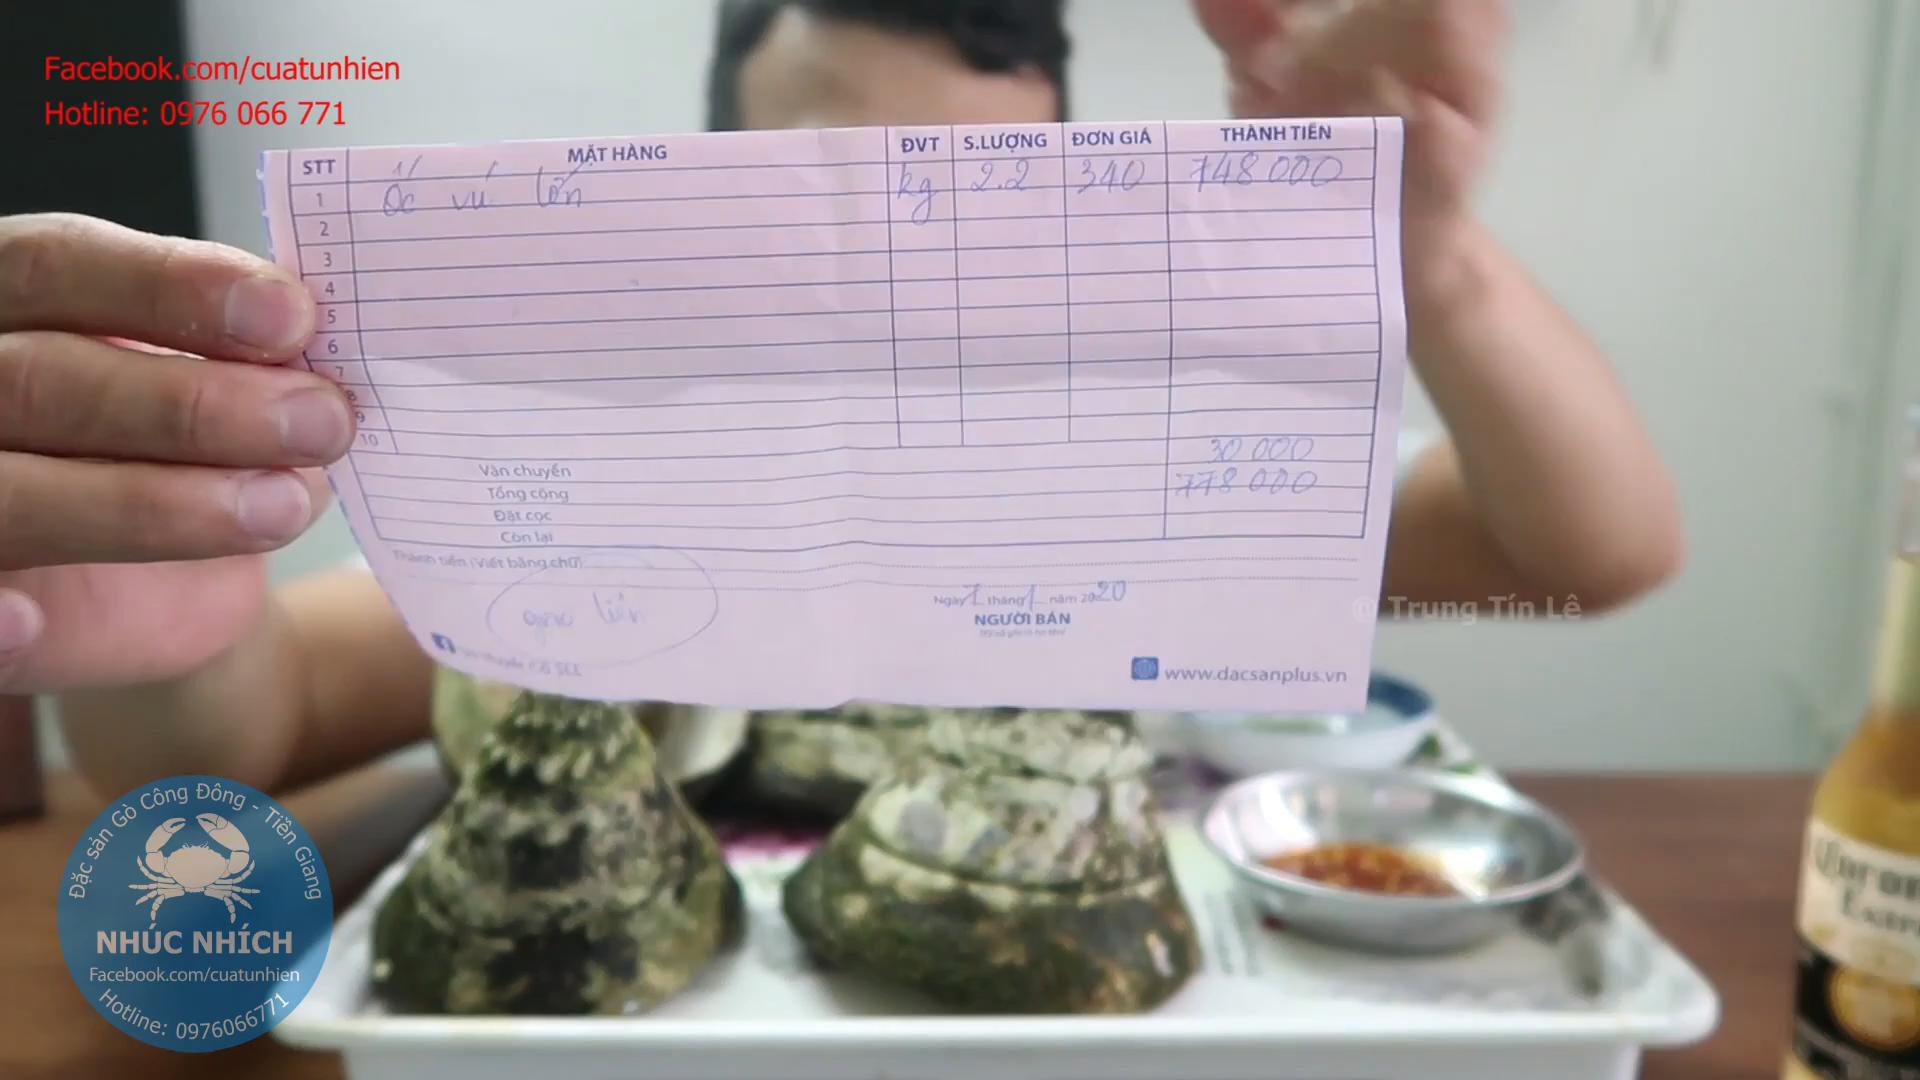 Facebook.com/cuatunhien
Hotline: 0976 066 771
STT MẶT HÀNG ĐVT S.LƯỢNG ĐƠN GIÁ THÀNH TIỀN
1 Ốc vú lớn kg 2.2 340 748 000
2
3
4
5
6
7
8
9
10
Vận chuyển 30 000
Tổng cộng 778 000
Đặt cọc
Còn lại
Thành tiền (Viết bằng chữ)
Ngày 7 tháng 1 năm 2020
NGƯỜI BÁN
www.dacsanplus.vn
@ Trung Tín Lê
Đặc sản Gò Công Đông - Tiền Giang
NHÚC NHÍCH
Facebook.com/cuatunhien
Hotline: 0976066771
Corona
Extra